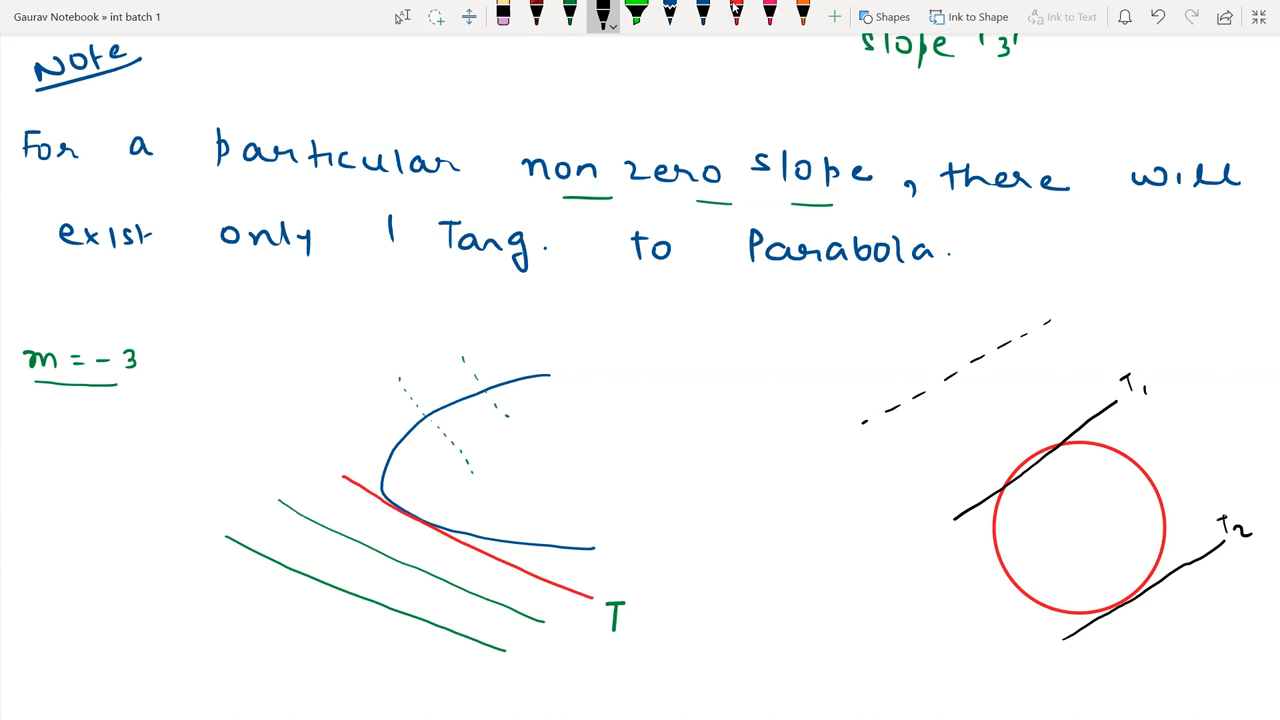 Gaurav Notebook » int batch 1
Shapes
Ink to Shape
Ink to Text
slope '3'
Note
For a particular non zero slope, there will
exist only 1 Tang. to Parabola.
m = - 3
T1
T2
T